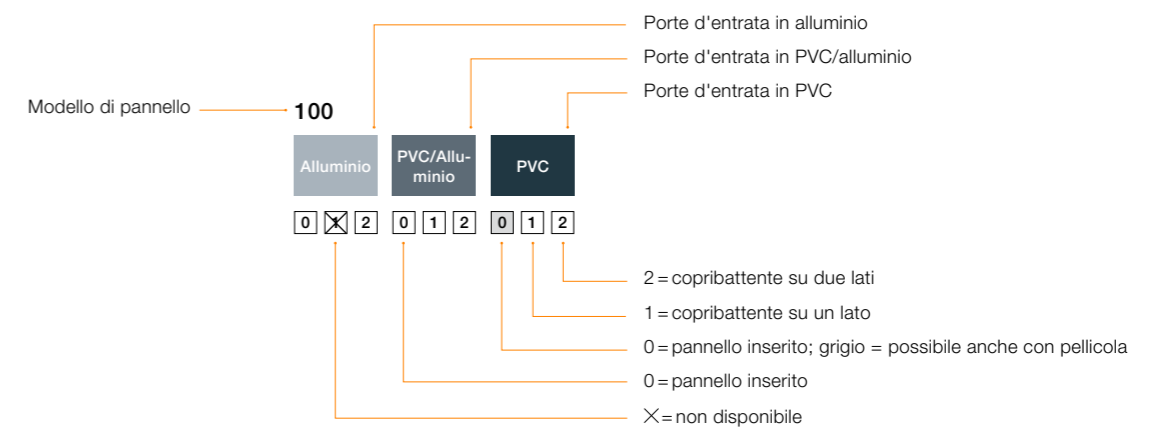 Porte d'entrata in alluminio
Porte d'entrata in PVC/alluminio
Porte d'entrata in PVC
Modello di pannello
100
Alluminio
PVC/Allu-
minio
PVC
0 1 2 0 1 2 0 1 2
2 = copribattente su due lati
1 = copribattente su un lato
0 = pannello inserito; grigio = possibile anche con pellicola
0 = pannello inserito
✕ = non disponibile